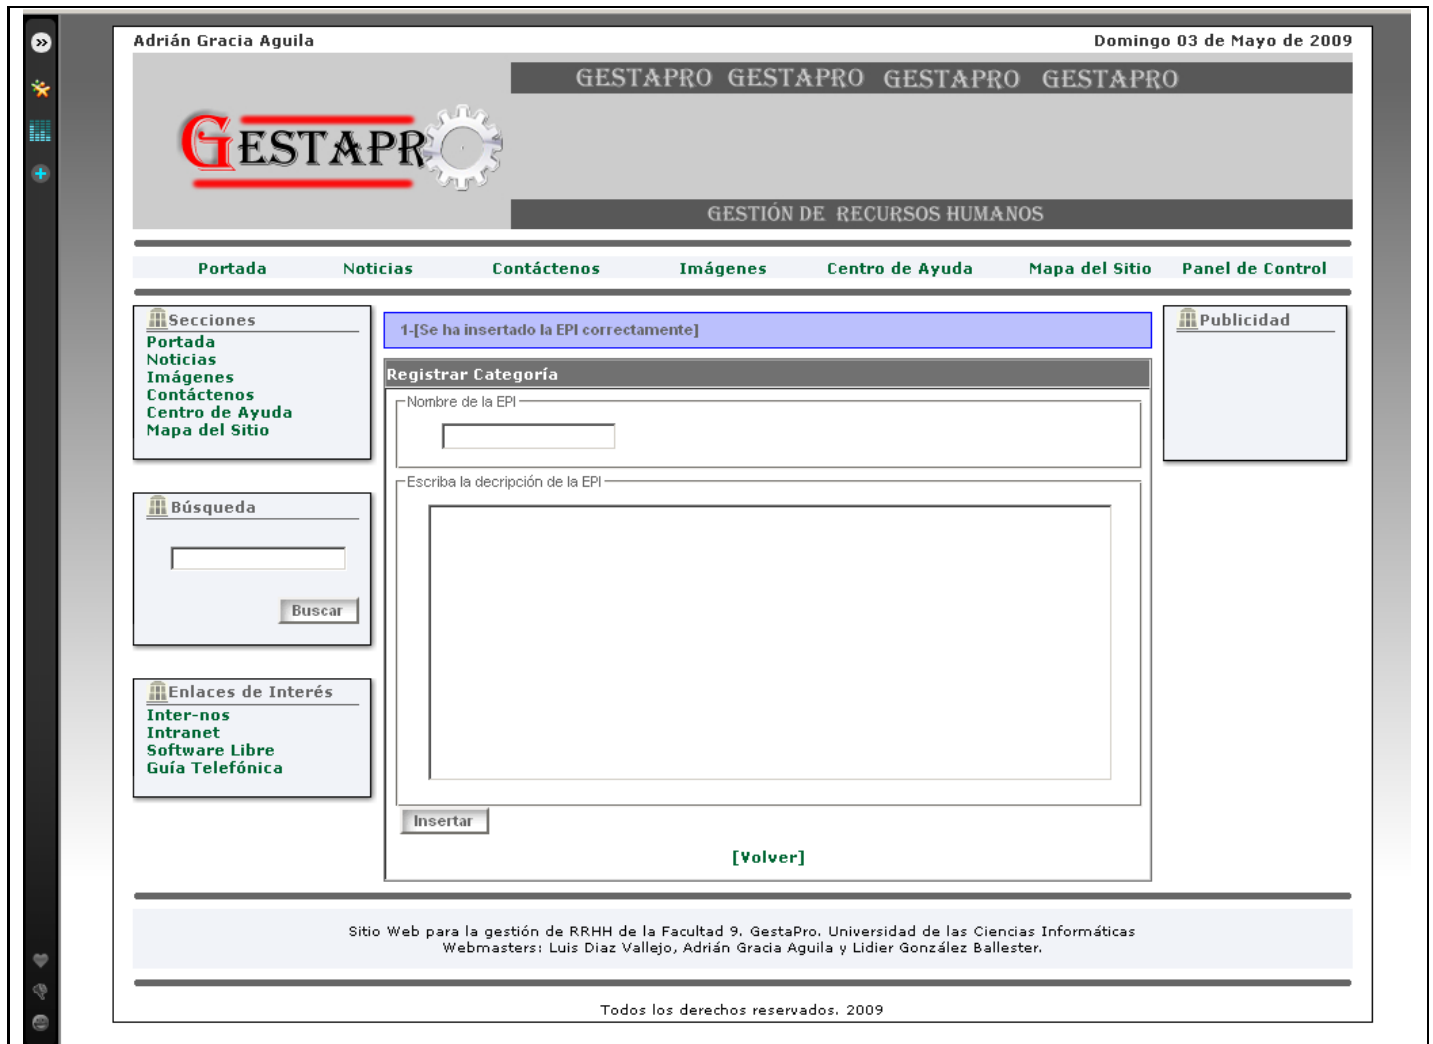 Adrián Gracia Aguila
Domingo 03 de Mayo de 2009
GESTAPRO GESTAPRO GESTAPRO GESTAPRO
GESTAPR
GESTIÓN DE RECURSOS HUMANOS
Portada Noticias Contáctenos Imágenes Centro de Ayuda Mapa del Sitio Panel de Control
Secciones
Portada
Noticias
Imágenes
Contáctenos
Centro de Ayuda
Mapa del Sitio
Búsqueda
Buscar
Enlaces de Interés
Inter-nos
Intranet
Software Libre
Guía Telefónica
1-[Se ha insertado la EPI correctamente]
Registrar Categoría
Nombre de la EPI
Escriba la decripción de la EPI
Insertar
[Volver]
Publicidad
Sitio Web para la gestión de RRHH de la Facultad 9. GestaPro. Universidad de las Ciencias Informáticas
Webmasters: Luis Diaz Vallejo, Adrián Gracia Aguila y Lidier González Ballester.
Todos los derechos reservados. 2009